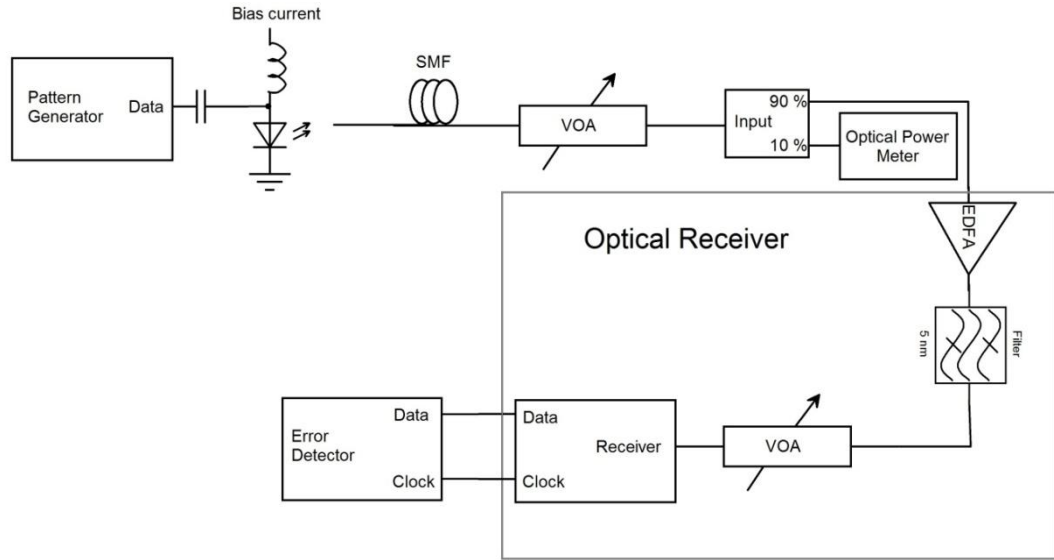 Bias current
Pattern
Generator
Data
SMF
VOA
Input
90 %
10 %
Optical Power
Meter
Optical Receiver
EDFA
Filter
5 nm
Error
Detector
Data
Clock
Data
Clock
Receiver
VOA